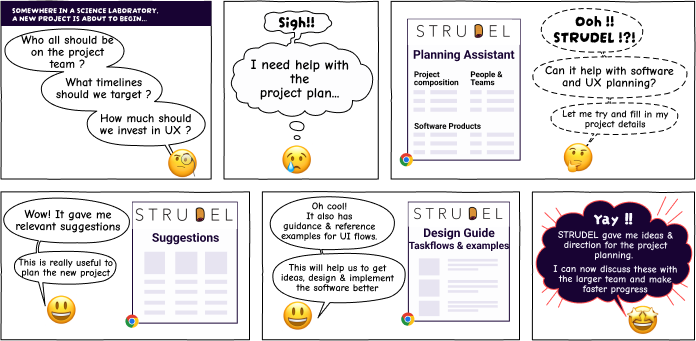 SOMEWHERE IN A SCIENCE LABORATORY,
A NEW PROJECT IS ABOUT TO BEGIN...
Who all should be
on the project
team ?
What timelines
should we target ?
How much should
we invest in UX ?
Sigh!!
I need help with
the
project plan...
STRUDEL
Planning Assistant
Project
composition
People &
Teams
Software Products
Ooh !!
STRUDEL !?!
Can it help with software
and UX planning?
Let me try and fill in my
project details
Wow! It gave me
relevant suggestions
This is really useful to
plan the new project
STRUDEL
Suggestions
Oh cool!
It also has
guidance & reference
examples for UI flows.
This will help us to get
ideas, design & implement
the software better
STRUDEL
Design Guide
Taskflows & examples
Yay !!
STRUDEL gave me ideas &
direction for the project
planning.
I can now discuss these with
the larger team and make
faster progress